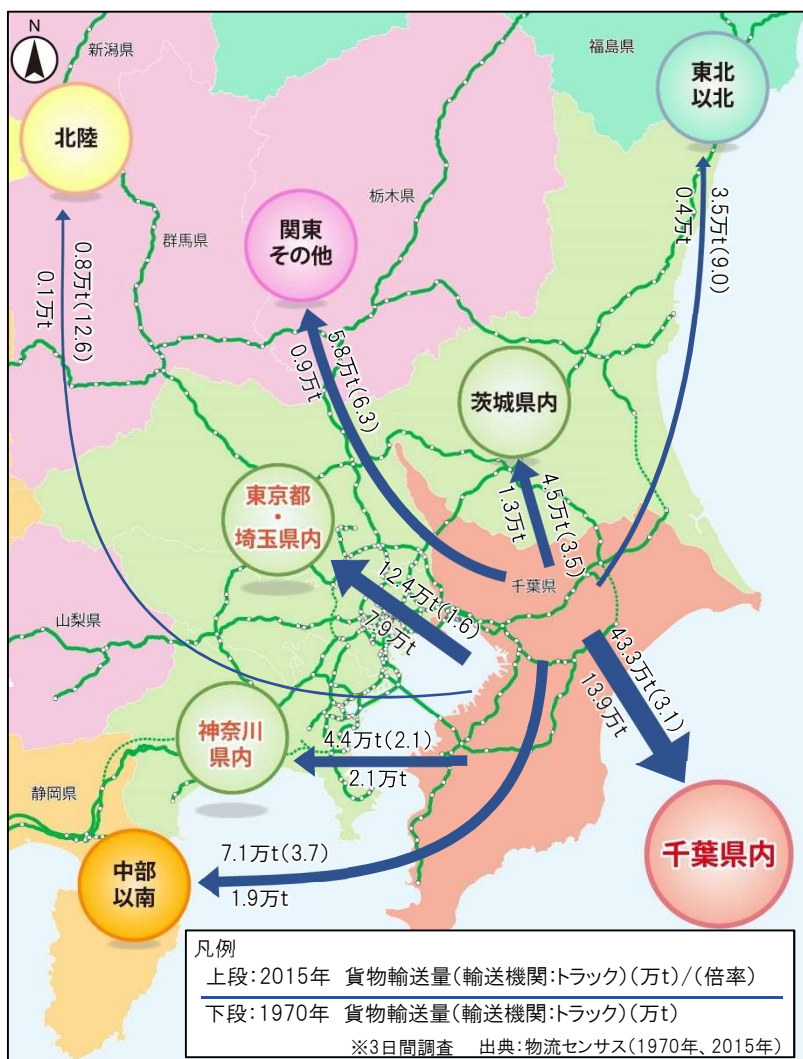 N
新潟県
福島県
東北
以北
北陸
栃木県
群馬県
関東
その他
3.5万t(9.0)
0.4万t
0.8万t(12.6)
0.1万t
5.8万t(6.3)
0.9万t
茨城県内
4.5万t(3.5)
1.3万t
東京都
・
埼玉県内
千葉県
12.4万t(1.6)
7.9万t
山梨県
43.3万t(3.1)
13.9万t
神奈川
県内
4.4万t(2.1)
2.1万t
静岡県
千葉県内
7.1万t(3.7)
1.9万t
中部
以南
凡例
上段:2015年 貨物輸送量(輸送機関:トラック)(万t)/(倍率)
下段:1970年 貨物輸送量(輸送機関:トラック)(万t)
※3日間調査 出典:物流センサス(1970年、2015年)